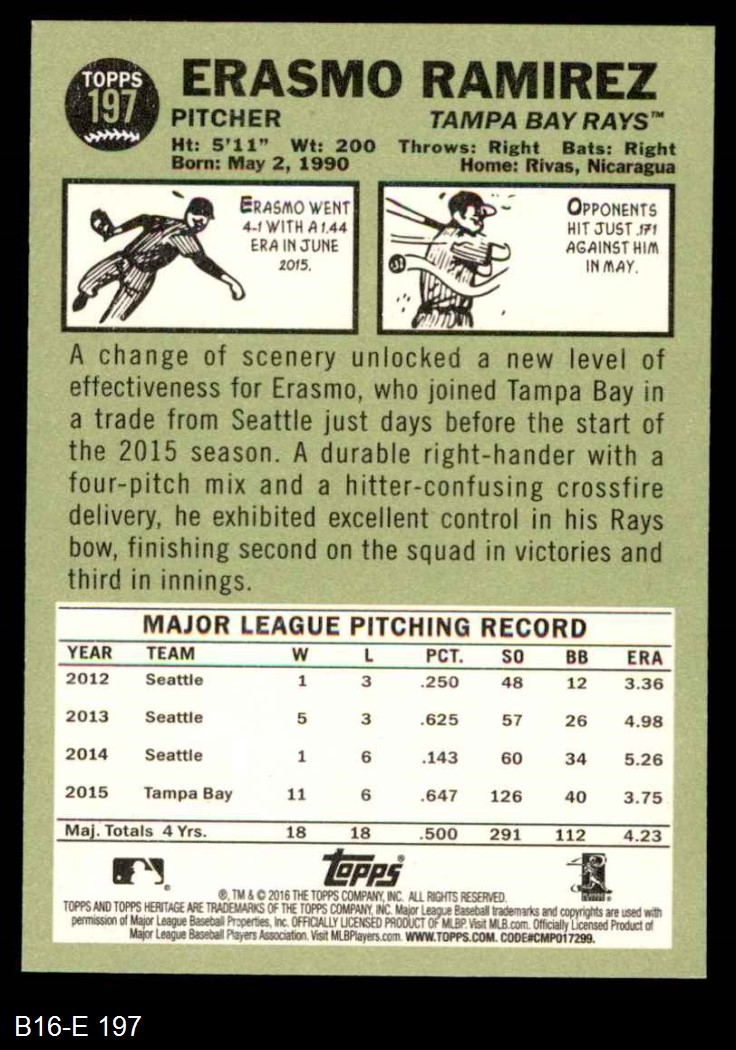 TOPPS
197
ERASMO RAMIREZ
PITCHER TAMPA BAY RAYS™
Ht: 5'11" Wt: 200 Throws: Right Bats: Right
Born: May 2, 1990 Home: Rivas, Nicaragua
ERASMO WENT
4-1 WITH A 1.44
ERA IN JUNE
2015.
OPPONENTS
HIT JUST .171
AGAINST HIM
IN MAY.
A change of scenery unlocked a new level of
effectiveness for Erasmo, who joined Tampa Bay in
a trade from Seattle just days before the start of
the 2015 season. A durable right-hander with a
four-pitch mix and a hitter-confusing crossfire
delivery, he exhibited excellent control in his Rays
bow, finishing second on the squad in victories and
third in innings.
MAJOR LEAGUE PITCHING RECORD
YEAR TEAM W L PCT. SO BB ERA
2012 Seattle 1 3 .250 48 12 3.36
2013 Seattle 5 3 .625 57 26 4.98
2014 Seattle 1 6 .143 60 34 5.26
2015 Tampa Bay 11 6 .647 126 40 3.75
Maj. Totals 4 Yrs. 18 18 .500 291 112 4.23
topps®
®, TM & © 2016 THE TOPPS COMPANY, INC. ALL RIGHTS RESERVED.
TOPPS AND TOPPS HERITAGE ARE TRADEMARKS OF THE TOPPS COMPANY, INC. Major League Baseball trademarks and copyrights are used with
permission of Major League Baseball Properties, Inc. OFFICIALLY LICENSED PRODUCT OF MLBP. Visit MLB.com. Officially Licensed Product of
Major League Baseball Players Association. Visit MLBPlayers.com. WWW.TOPPS.COM. CODE#CMP017299.
B16-E 197